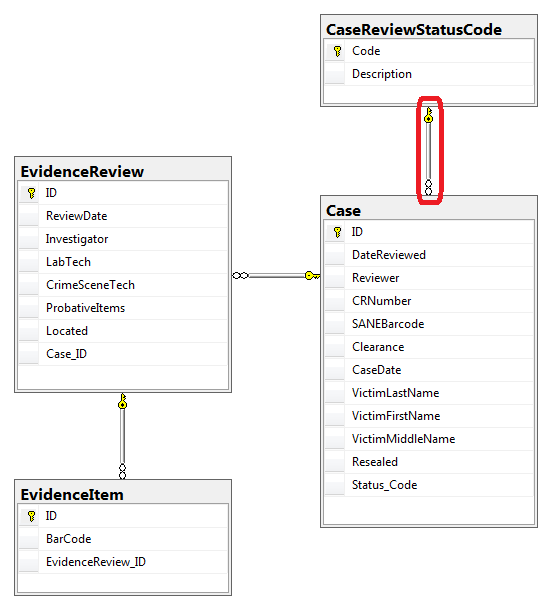 CaseReviewStatusCode
Code
Description
EvidenceReview
ID
ReviewDate
Investigator
LabTech
CrimeSceneTech
ProbativeItems
Located
Case_ID
Case
ID
DateReviewed
Reviewer
CRNumber
SANEBarcode
Clearance
CaseDate
VictimLastName
VictimFirstName
VictimMiddleName
Resealed
Status_Code
EvidenceItem
ID
BarCode
EvidenceReview_ID